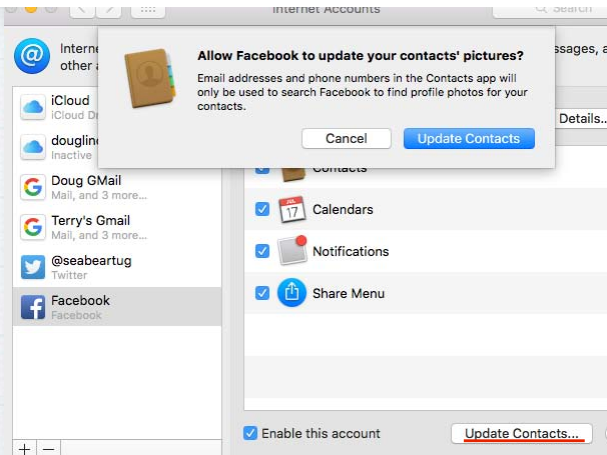 Internet Accounts
Search
Interne
other a
ssages, a
Allow Facebook to update your contacts' pictures?
Email addresses and phone numbers in the Contacts app will
only be used to search Facebook to find profile photos for your
contacts.
Cancel
Update Contacts
iCloud
iCloud Dr
Details...
dougline
Inactive
Doug GMail
Mail, and 3 more...
Terry's Gmail
Mail, and 3 more...
@seabeartug
Twitter
Facebook
Facebook
Contacts
JUL
17
Calendars
Notifications
Share Menu
Enable this account
Update Contacts...